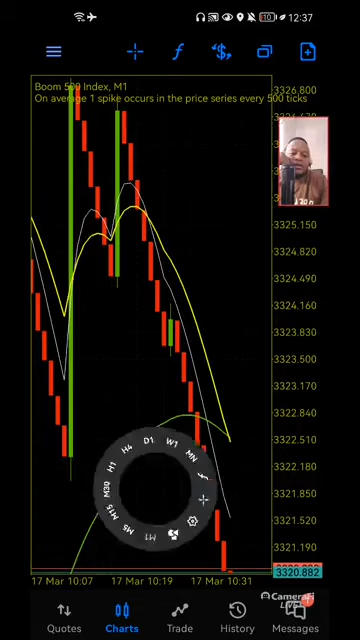 12:37
Boom 500 Index, M1
On average 1 spike occurs in the price series every 500 ticks
3326.800
3325.150
3324.820
3324.490
3324.160
3323.830
3323.500
3323.170
3322.840
3322.510
3322.180
3321.850
3321.520
3321.190
3320.882
M1
M5
M15
M30
H1
H4
D1
W1
MN
17 Mar 10:07
17 Mar 10:19
17 Mar 10:31
CameraFi
LIVE
Quotes
Charts
Trade
History
Messages